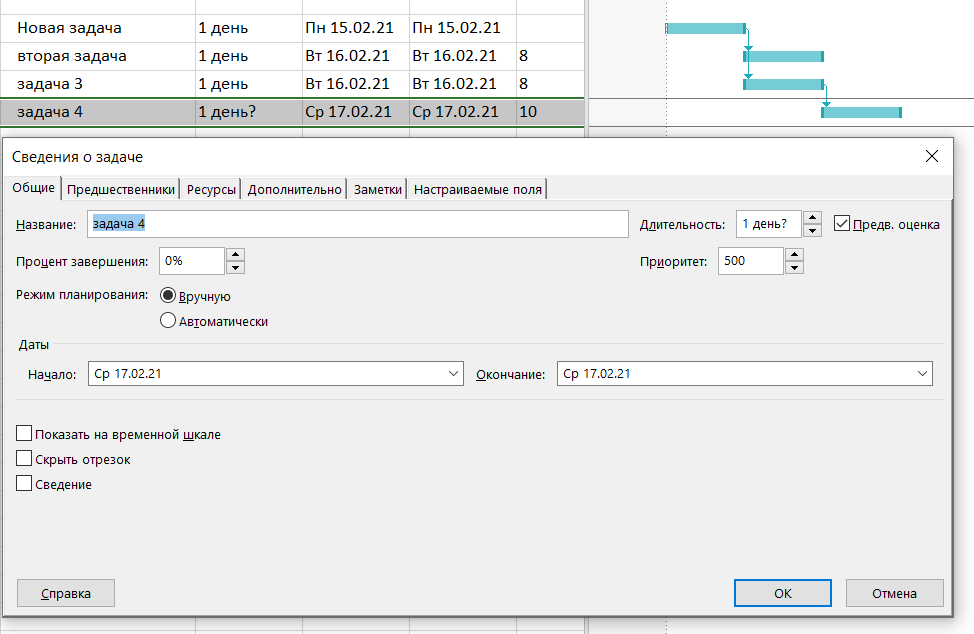 Новая задача 1 день Пн 15.02.21 Пн 15.02.21
вторая задача 1 день Вт 16.02.21 Вт 16.02.21 8
задача 3 1 день Вт 16.02.21 Вт 16.02.21 8
задача 4 1 день? Ср 17.02.21 Ср 17.02.21 10
Сведения о задаче
Общие Предшественники Ресурсы Дополнительно Заметки Настраиваемые поля
Название: задача 4 Длительность: 1 день? Предв. оценка
Процент завершения: 0% Приоритет: 500
Режим планирования: Вручную
Автоматически
Даты
Начало: Ср 17.02.21 Окончание: Ср 17.02.21
Показать на временной шкале
Скрыть отрезок
Сведение
Справка ОК Отмена